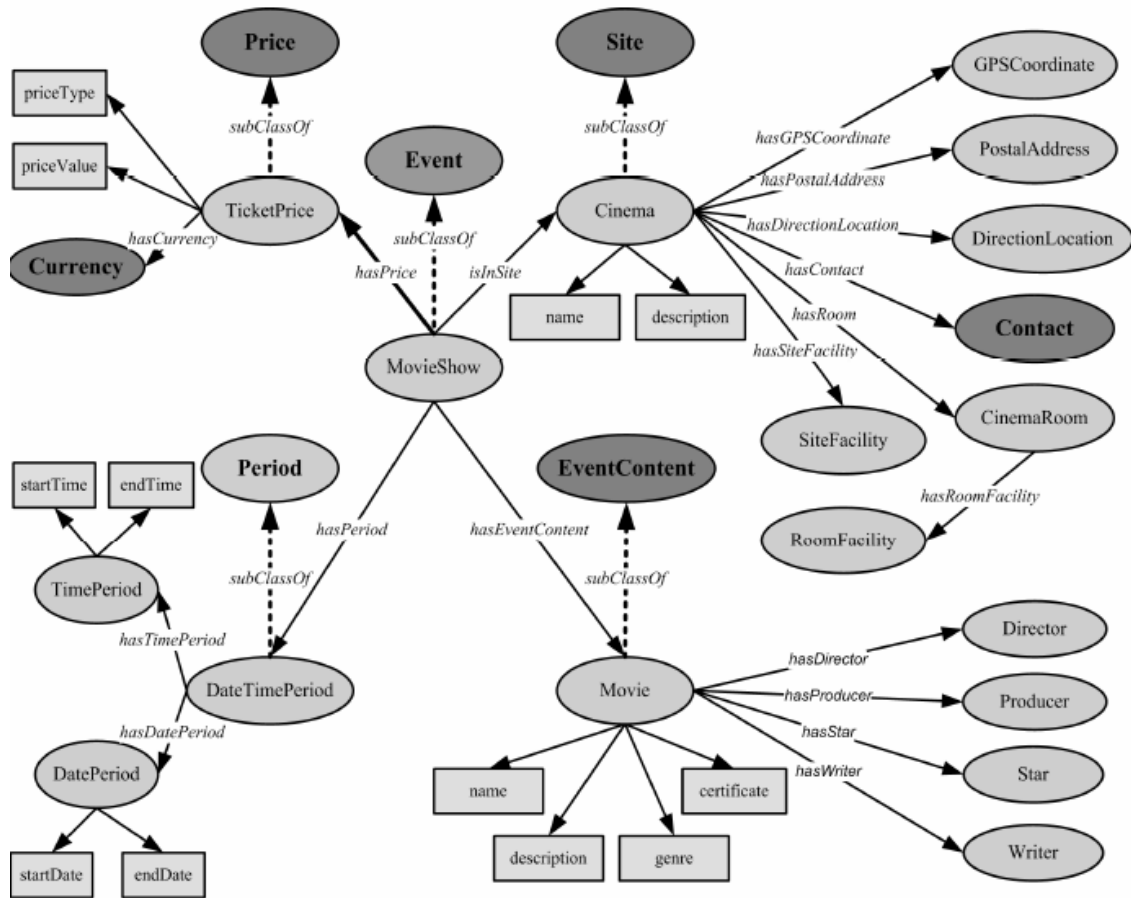 Price
Site
GPSCoordinate
priceType
subClassOf
subClassOf
hasGPSCoordinate
Event
PostalAddress
priceValue
hasPostalAddress
TicketPrice
Cinema
hasCurrency
subClassOf
hasDirectionLocation
DirectionLocation
Currency
hasPrice
isInSite
hasContact
name
description
hasRoom
Contact
hasSiteFacility
MovieShow
CinemaRoom
SiteFacility
Period
EventContent
startTime
endTime
hasRoomFacility
hasPeriod
hasEventContent
RoomFacility
TimePeriod
subClassOf
subClassOf
Director
hasTimePeriod
hasDirector
DateTimePeriod
Movie
hasProducer
Producer
hasDatePeriod
hasStar
DatePeriod
hasWriter
Star
name
certificate
startDate
endDate
description
genre
Writer